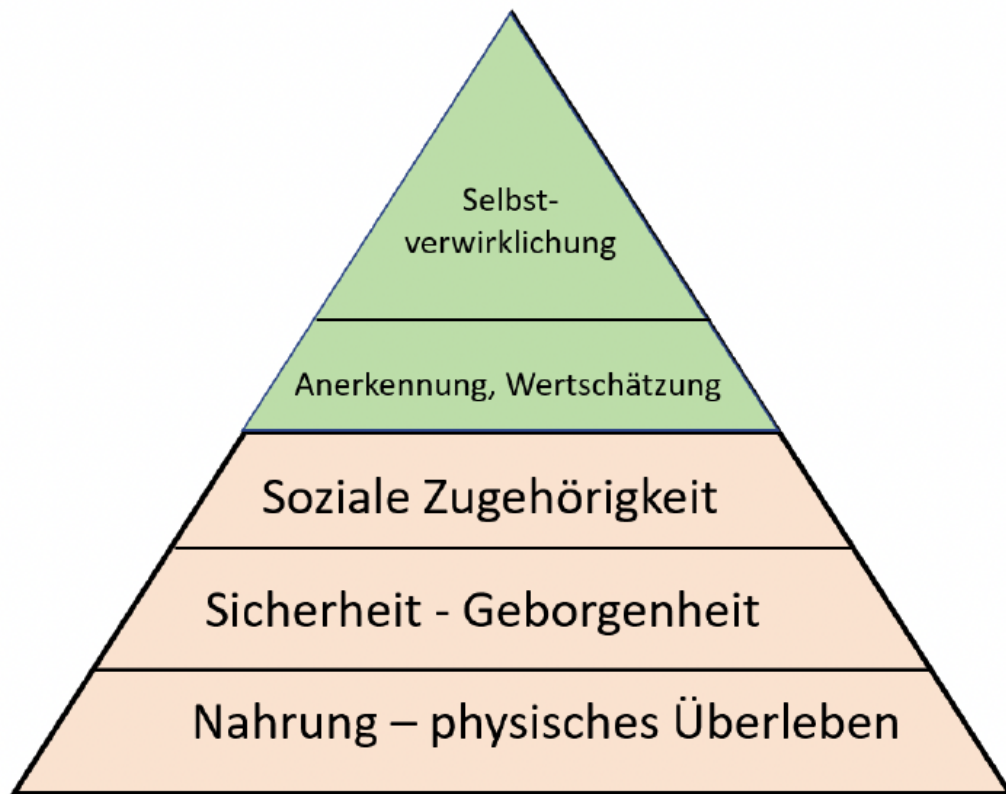 Selbst-
verwirklichung
Anerkennung, Wertschätzung
Soziale Zugehörigkeit
Sicherheit - Geborgenheit
Nahrung – physisches Überleben